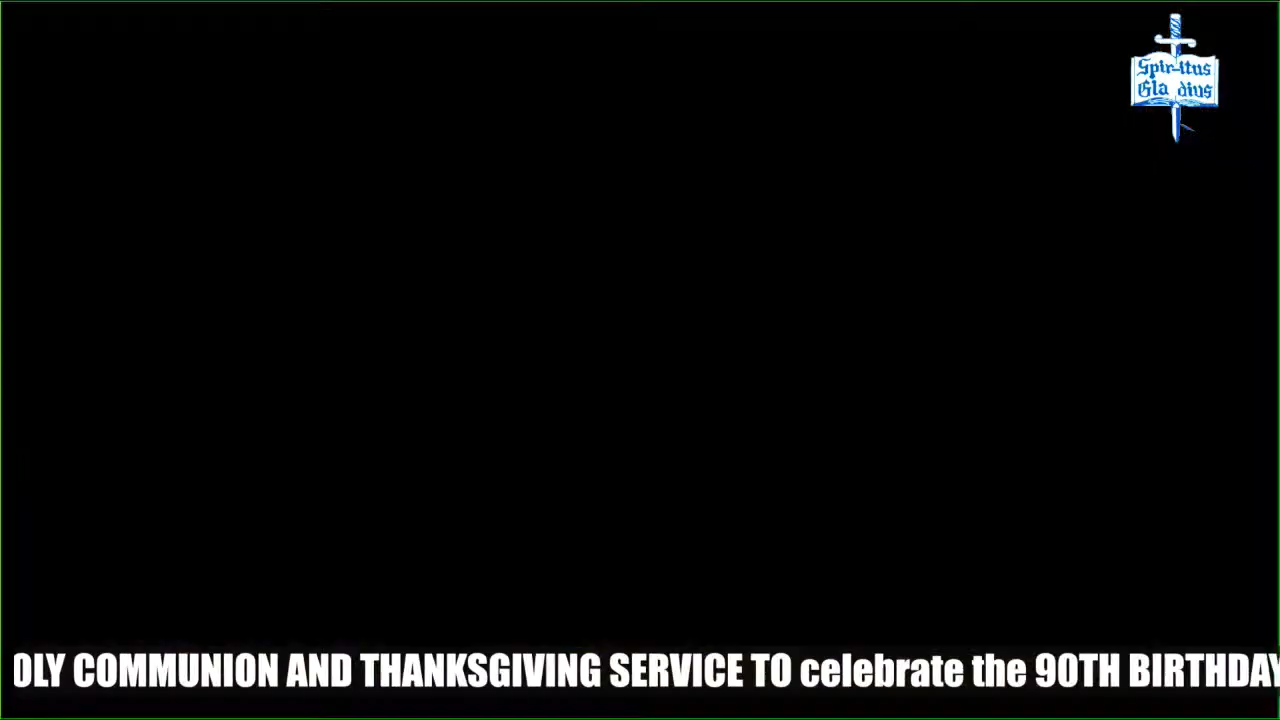 Spiritus
Gladius
OLY COMMUNION AND THANKSGIVING SERVICE TO celebrate the 90TH BIRTHDAY